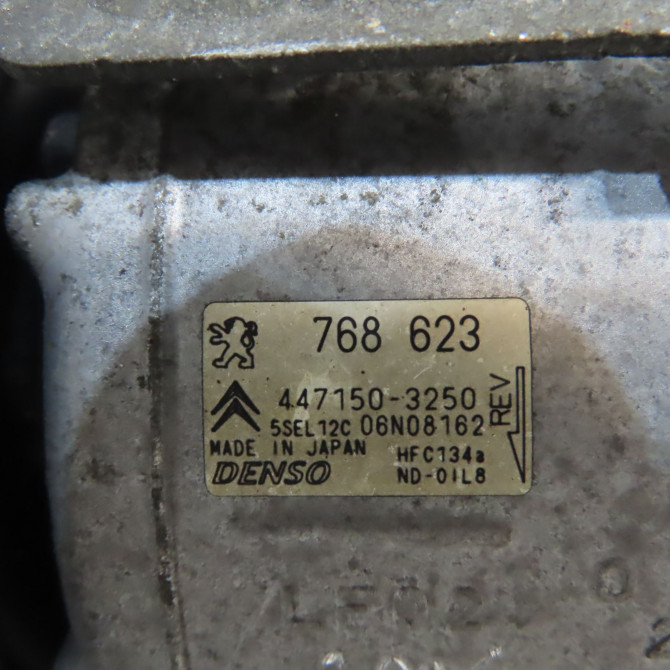 768 623
447150-3250
5SEL12C 06N08162
REV
MADE IN JAPAN HFC134a
DENSO ND-OIL8